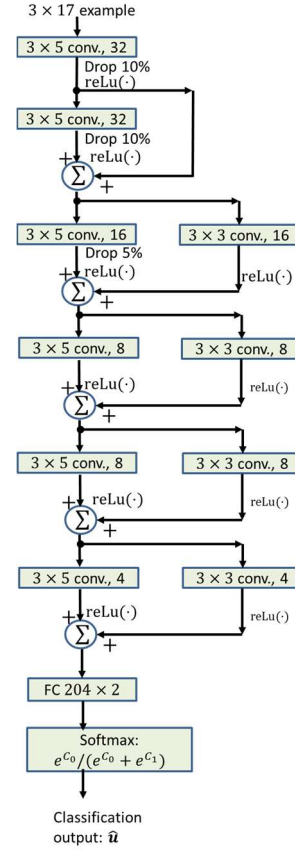 3 × 17 example
3 × 5 conv., 32
Drop 10%
reLu(·)
3 × 5 conv., 32
Drop 10%
+ reLu(·)
Σ
+
3 × 5 conv., 16 3 × 3 conv., 16
Drop 5%
+ reLu(·) reLu(·)
Σ
+
3 × 5 conv., 8 3 × 3 conv., 8
+ reLu(·) reLu(·)
Σ
+
3 × 5 conv., 8 3 × 3 conv., 8
+ reLu(·) reLu(·)
Σ
+
3 × 5 conv., 4 3 × 3 conv., 4
+ reLu(·) reLu(·)
Σ
+
FC 204 × 2
Softmax:
e^{C_0}/(e^{C_0} + e^{C_1})
Classification
output: û